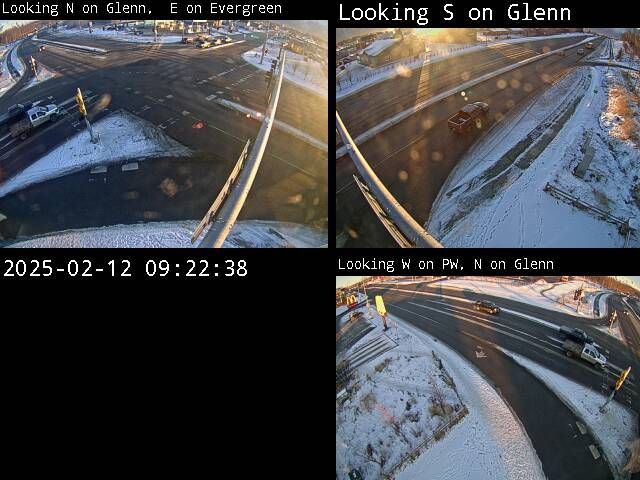 Looking N on Glenn,  E on Evergreen
Looking S on Glenn
2025-02-12 09:22:38
Looking W on PW, N on Glenn